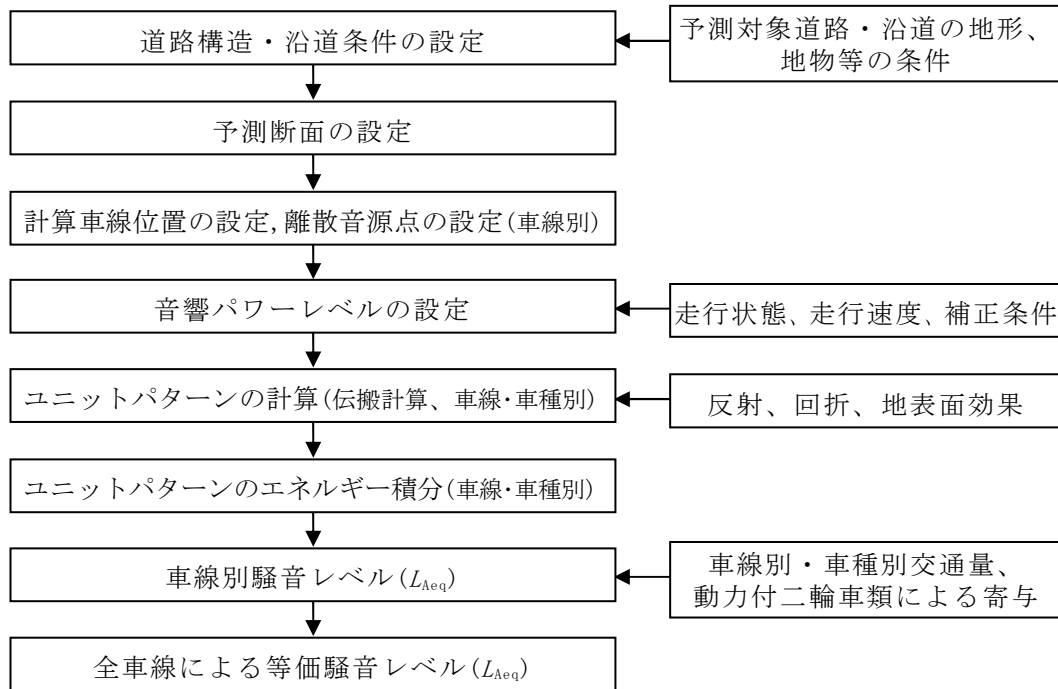 道路構造・沿道条件の設定
予測対象道路・沿道の地形、
地物等の条件
予測断面の設定
計算車線位置の設定,離散音源点の設定(車線別)
音響パワーレベルの設定
走行状態、走行速度、補正条件
ユニットパターンの計算(伝搬計算、車線・車種別)
反射、回折、地表面効果
ユニットパターンのエネルギー積分(車線・車種別)
車線別騒音レベル(LAeq)
車線別・車種別交通量、
動力付二輪車類による寄与
全車線による等価騒音レベル(LAeq)